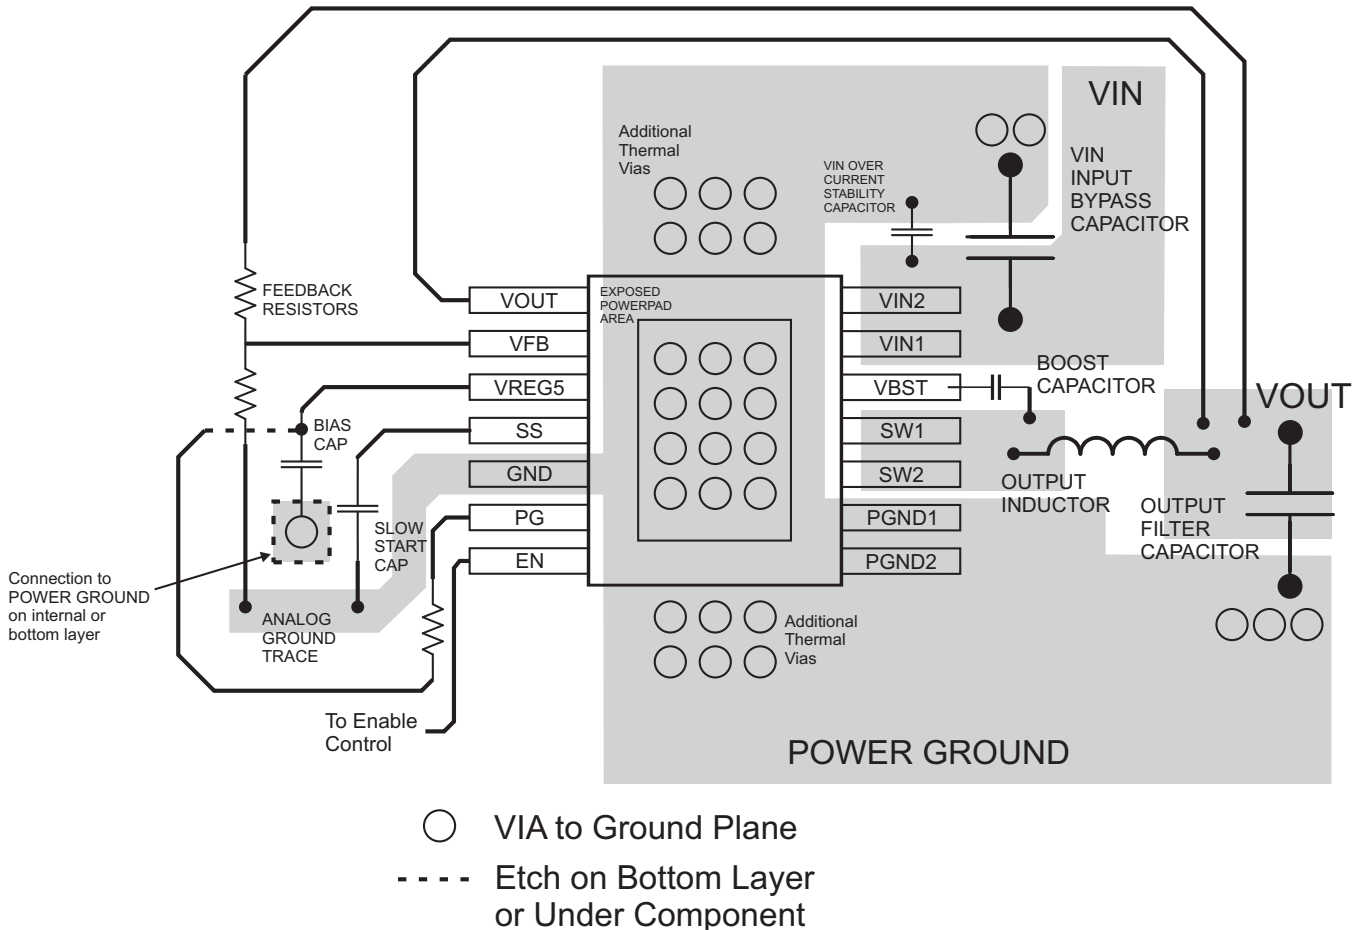 VIN
Additional
Thermal
Vias
VIN OVER
CURRENT
STABILITY
CAPACITOR
VIN
INPUT
BYPASS
CAPACITOR
FEEDBACK
RESISTORS
VOUT
VFB
VREG5
SS
GND
PG
EN
EXPOSED
POWERPAD
AREA
VIN2
VIN1
VBST
SW1
SW2
PGND1
PGND2
BOOST
CAPACITOR
VOUT
BIAS
CAP
SLOW
START
CAP
OUTPUT
INDUCTOR
OUTPUT
FILTER
CAPACITOR
Connection to
POWER GROUND
on internal or
bottom layer
ANALOG
GROUND
TRACE
Additional
Thermal
Vias
To Enable
Control
POWER GROUND
VIA to Ground Plane
Etch on Bottom Layer
or Under Component